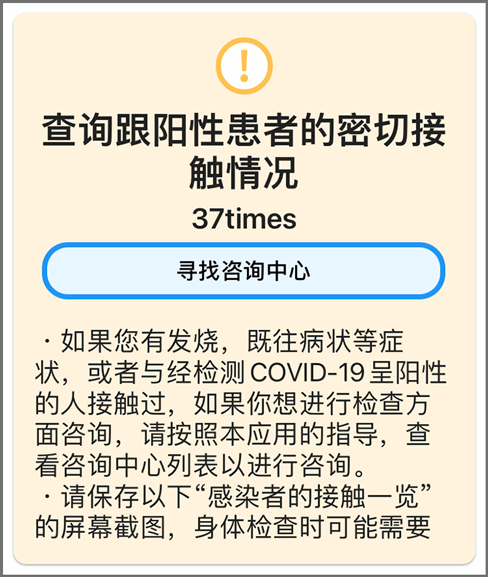 !
查询跟阳性患者的密切接
触情况
37times
寻找咨询中心
・如果您有发烧，既往病状等症
状，或者与经检测 COVID-19 呈阳性
的人接触过，如果你想进行检查方
面咨询，请按照本应用的指导，查
看咨询中心列表以进行咨询。
・请保存以下“感染者的接触一览”
的屏幕截图，身体检查时可能需要